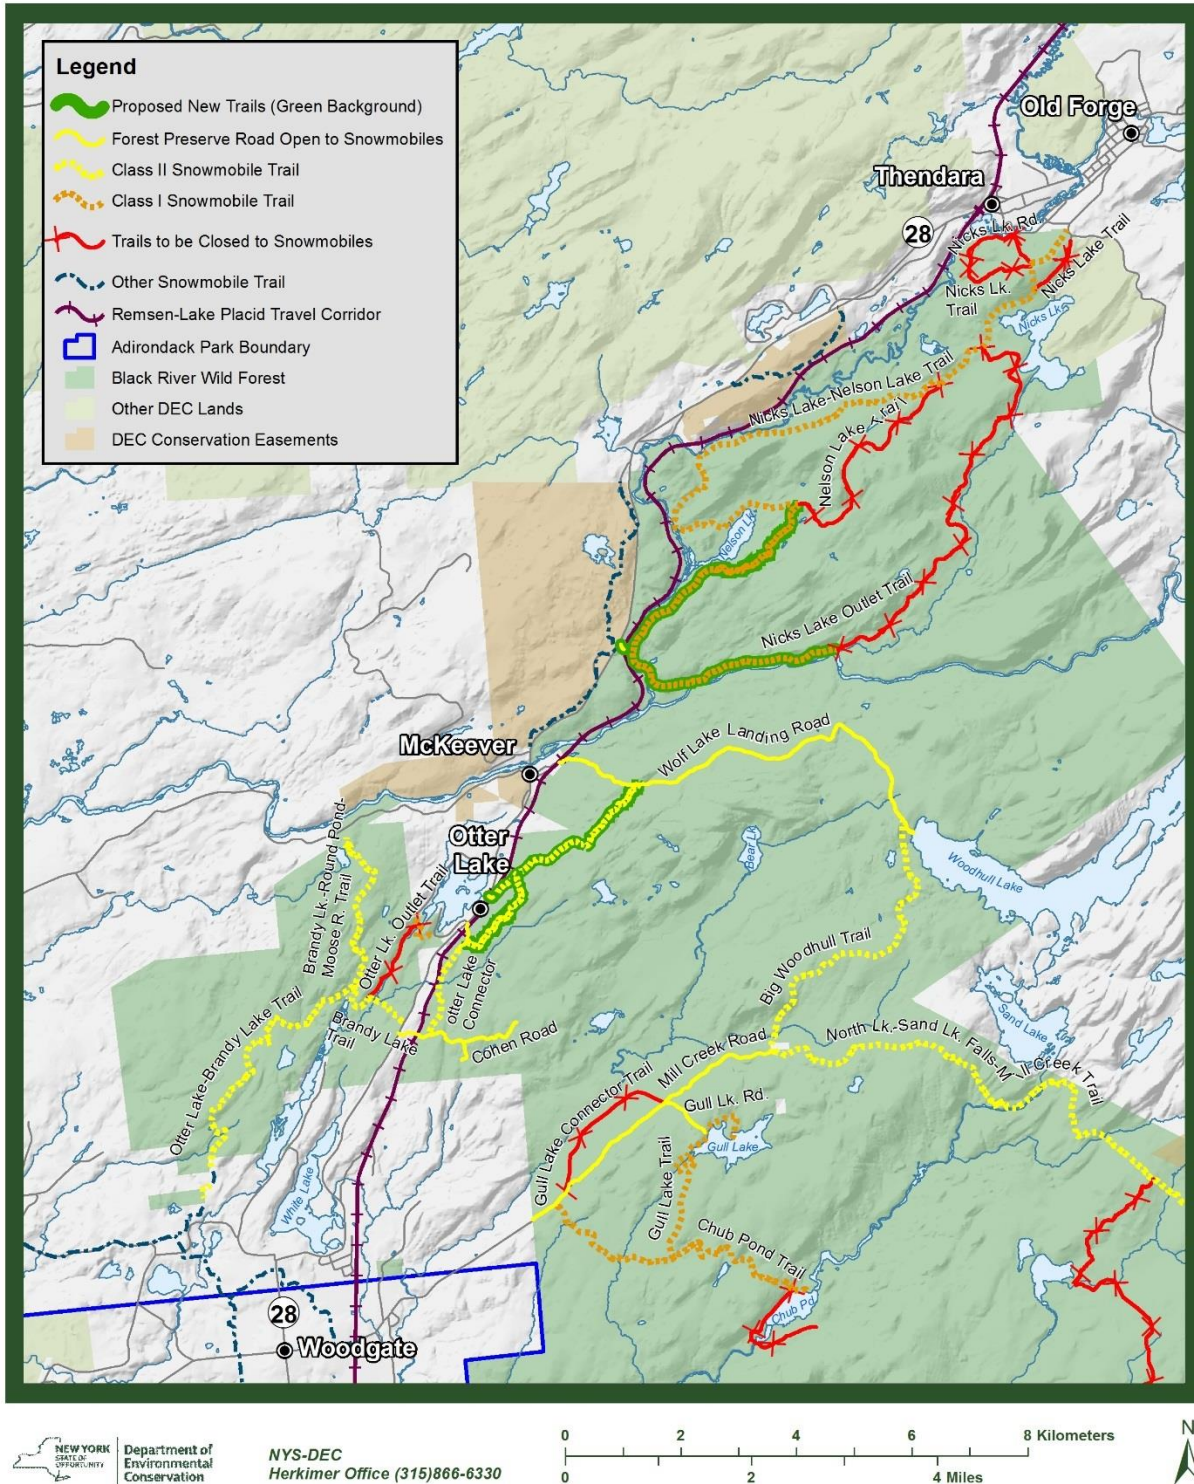 Legend
Proposed New Trails (Green Background)
Forest Preserve Road Open to Snowmobiles
Class II Snowmobile Trail
Class I Snowmobile Trail
Trails to be Closed to Snowmobiles
Other Snowmobile Trail
Remsen-Lake Placid Travel Corridor
Adirondack Park Boundary
Black River Wild Forest
Other DEC Lands
DEC Conservation Easements
Old Forge
Thendara
28
Nicks Lk. Rd.
Nicks Lk.
Trail
Nicks Lake Trail
Nicks Lk.
Nicks Lake-Nelson Lake Trail
Nelson Lake Trail
Nelson Lk.
Nicks Lake Outlet Trail
McKeever
Wolf Lake Landing Road
Otter
Lake
Bear Lk.
Woodhull Lake
Brandy Lk.-Round Pond-
Moose R. Trail
Otter Lk. Outlet Trail
Big Woodhull Trail
Otter Lake-Brandy Lake Trail
Brandy Lake
Trail
otter Lake
Connector
Cohen Road
Sand Lake
North Lk.-Sand Lk. Falls-Mill Creek Trail
Mill Creek Road
Gull Lake Connector Trail
Gull Lk. Rd.
Gull Lake
Gull Lake Trail
White Lake
Chub Pond Trail
Chub Pd.
28
Woodgate
NEW YORK
STATE OF
OPPORTUNITY
Department of
Environmental
Conservation
NYS-DEC
Herkimer Office (315)866-6330
0 2 4 6 8 Kilometers
0 2 4 Miles
N